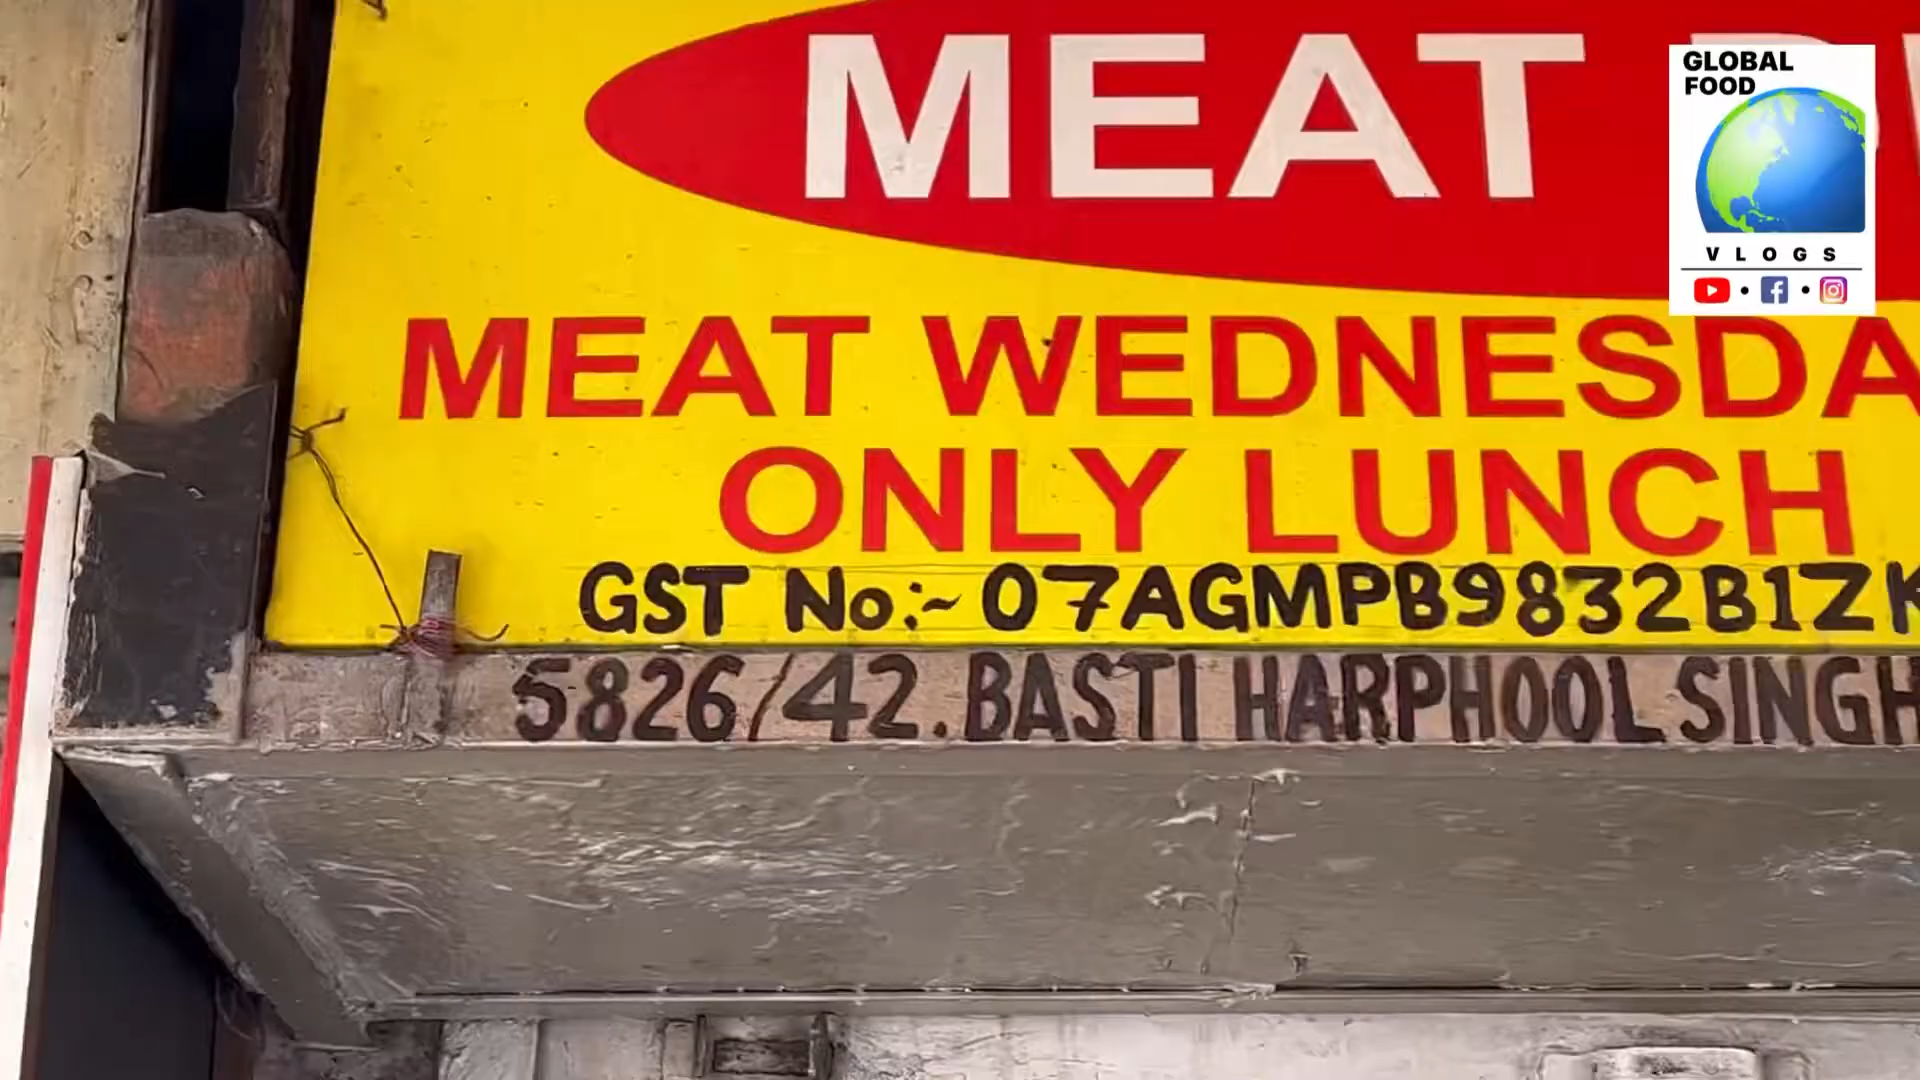 MEAT
GLOBAL
FOOD
VLOGS
MEAT WEDNESDA
ONLY LUNCH
GST No:- 07AGMPB9832B1ZK
5826/42. BASTI HARPHOOL SINGH